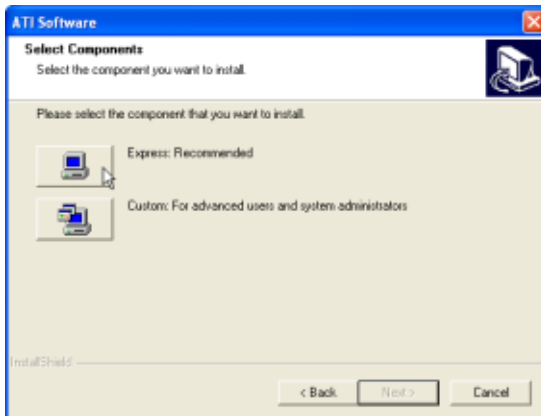 ATI Software
Select Components
Select the component you want to install.
Please select the component that you want to install.
Express: Recommended
Custom: For advanced users and system administrators
InstallShield
< Back
Next >
Cancel